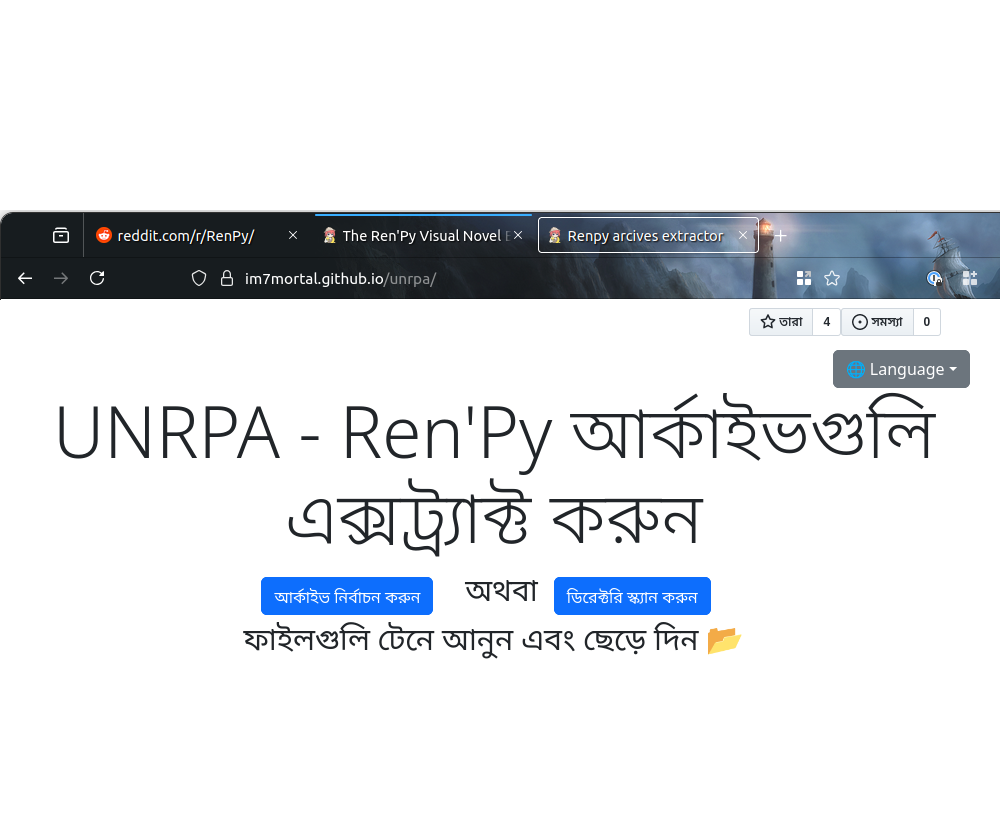 reddit.com/r/RenPy/
The Ren'Py Visual Novel
Renpy arcives extractor
im7mortal.github.io/unrpa/
তারা 4 সমস্যা 0
Language
UNRPA - Ren'Py আর্কাইভগুলি
এক্সট্র্যাক্ট করুন
আর্কাইভ নির্বাচন করুন অথবা ডিরেক্টরি স্ক্যান করুন
ফাইলগুলি টেনে আনুন এবং ছেড়ে দিন